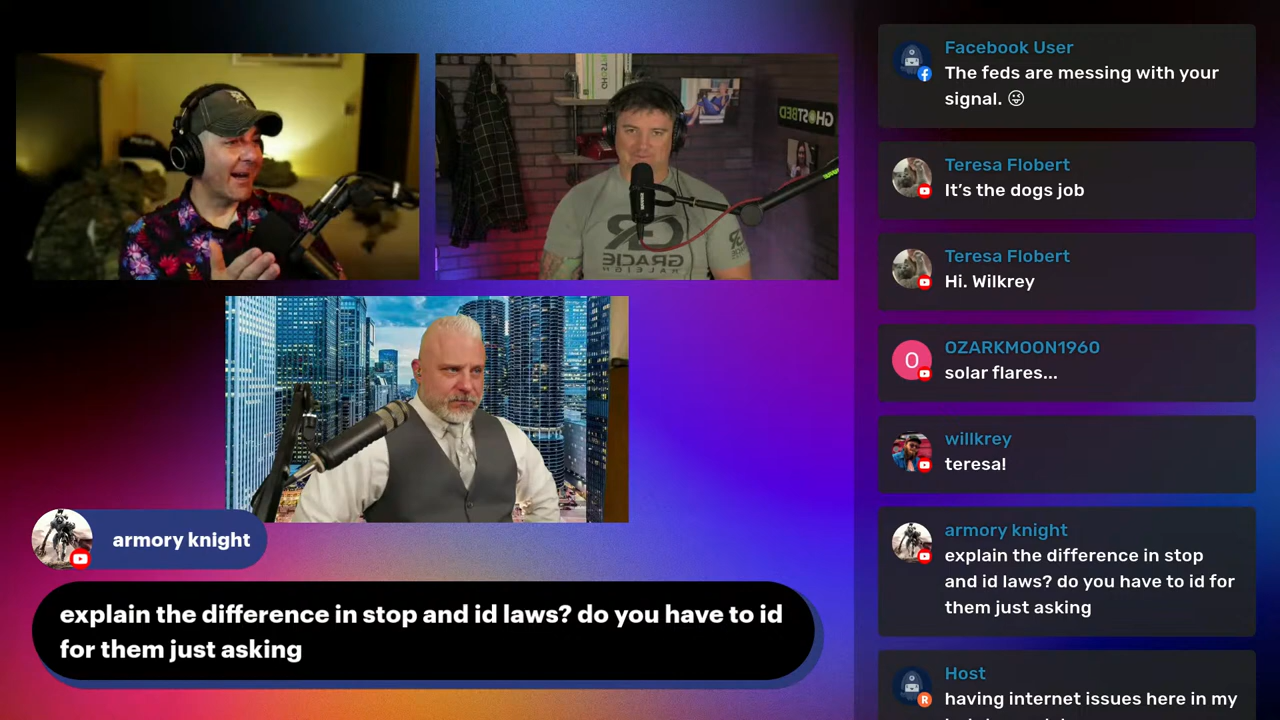 GHOSTBED
GRACIE
RALEIGH
armory knight
explain the difference in stop and id laws? do you have to id
for them just asking
Facebook User
The feds are messing with your
signal. 😜
Teresa Flobert
It's the dogs job
Teresa Flobert
Hi. Wilkrey
O
OZARKMOON1960
solar flares...
willkrey
teresa!
armory knight
explain the difference in stop
and id laws? do you have to id for
them just asking
Host
having internet issues here in my